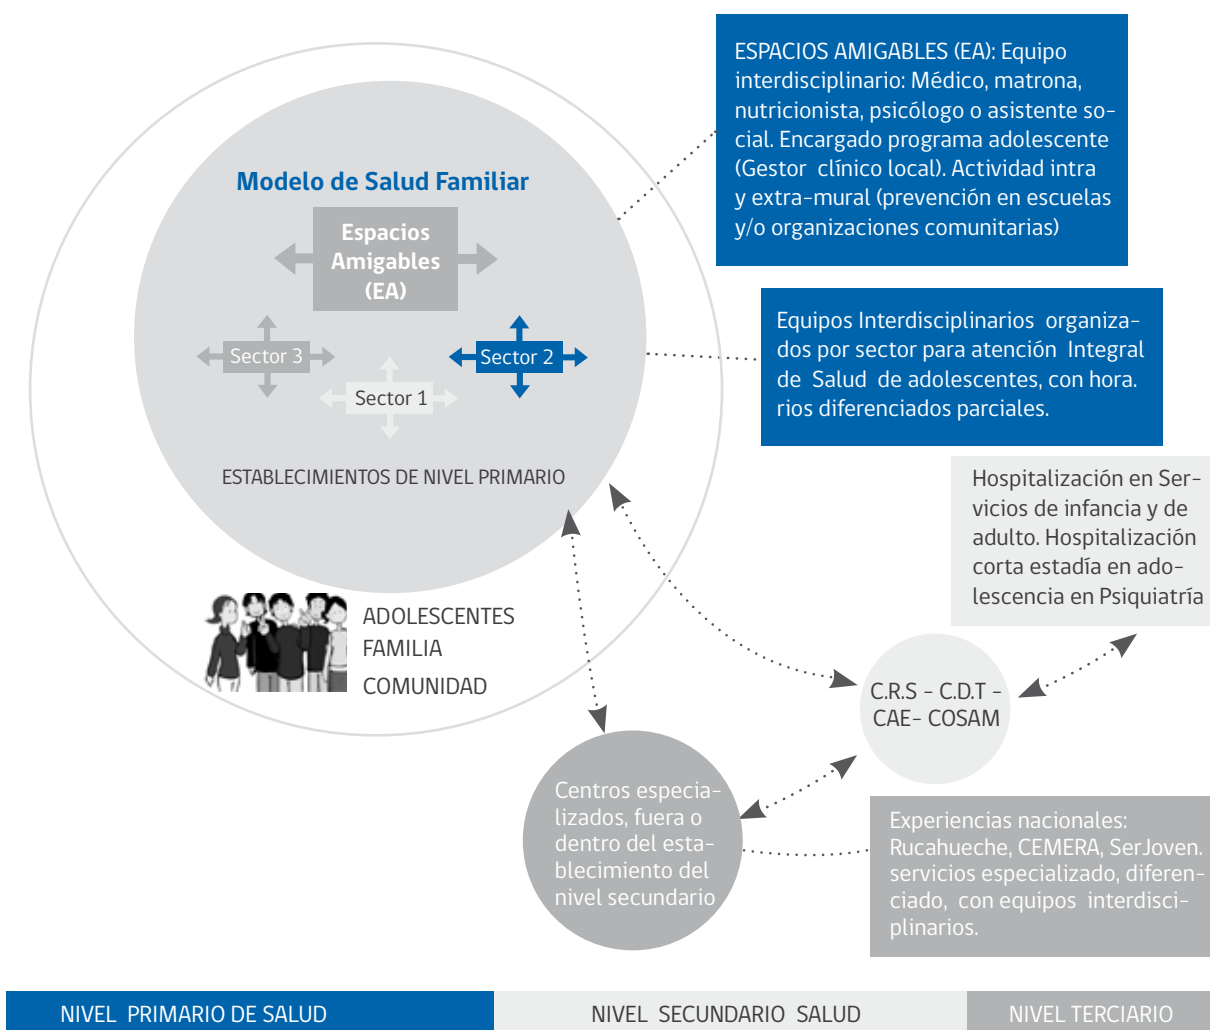 ESPACIOS AMIGABLES (EA): Equipo
interdisciplinario: Médico, matrona,
nutricionista, psicólogo o asistente so-
cial. Encargado programa adolescente
(Gestor clínico local). Actividad intra
y extra-mural (prevención en escuelas
y/o organizaciones comunitarias)
Modelo de Salud Familiar
Espacios
Amigables
(EA)
Sector 3
Sector 2
Sector 1
ESTABLECIMIENTOS DE NIVEL PRIMARIO
Equipos Interdisciplinarios organiza-
dos por sector para atención Integral
de Salud de adolescentes, con hora.
rios diferenciados parciales.
Hospitalización en Ser-
vicios de infancia y de
adulto. Hospitalización
corta estadía en ado-
lescencia en Psiquiatría
ADOLESCENTES
FAMILIA
COMUNIDAD
C.R.S - C.D.T -
CAE- COSAM
Centros especia-
lizados, fuera o
dentro del esta-
blecimiento del
nivel secundario
Experiencias nacionales:
Rucahueche, CEMERA, SerJoven.
servicios especializado, diferen-
ciado, con equipos interdisci-
plinarios.
NIVEL PRIMARIO DE SALUD
NIVEL SECUNDARIO SALUD
NIVEL TERCIARIO